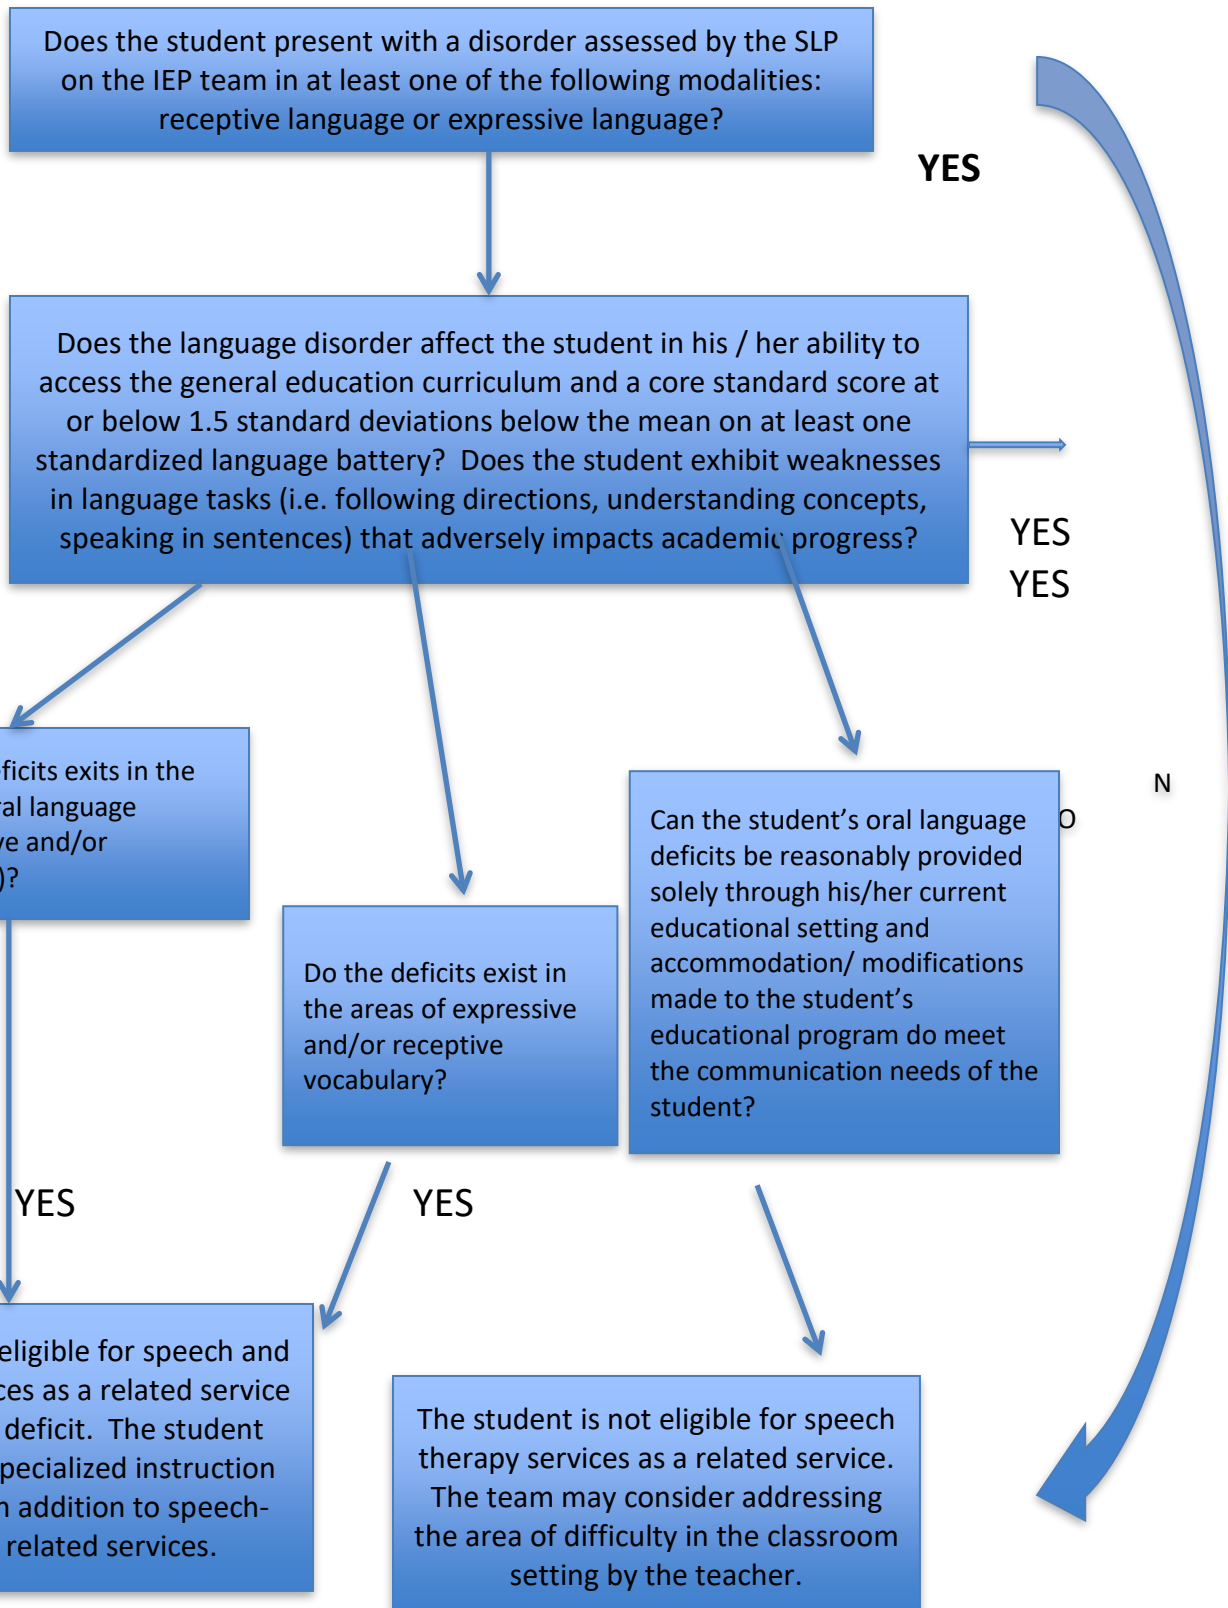 Does the student present with a disorder assessed by the SLP
on the IEP team in at least one of the following modalities:
receptive language or expressive language?
YES
Does the language disorder affect the student in his / her ability to
access the general education curriculum and a core standard score at
or below 1.5 standard deviations below the mean on at least one
standardized language battery?  Does the student exhibit weaknesses
in language tasks (i.e. following directions, understanding concepts,
speaking in sentences) that adversely impacts academic progress?
YES
YES
exits in the
language
and/or
)?
Do the deficits exist in
the areas of expressive
and/or receptive
vocabulary?
Can the student’s oral language
deficits be reasonably provided
solely through his/her current
educational setting and
accommodation/ modifications
made to the student’s
educational program do meet
the communication needs of the
student?
N
O
YES
YES
eligible for speech and
as a related service
deficit.  The student
specialized instruction
addition to speech-
related services.
The student is not eligible for speech
therapy services as a related service.
The team may consider addressing
the area of difficulty in the classroom
setting by the teacher.